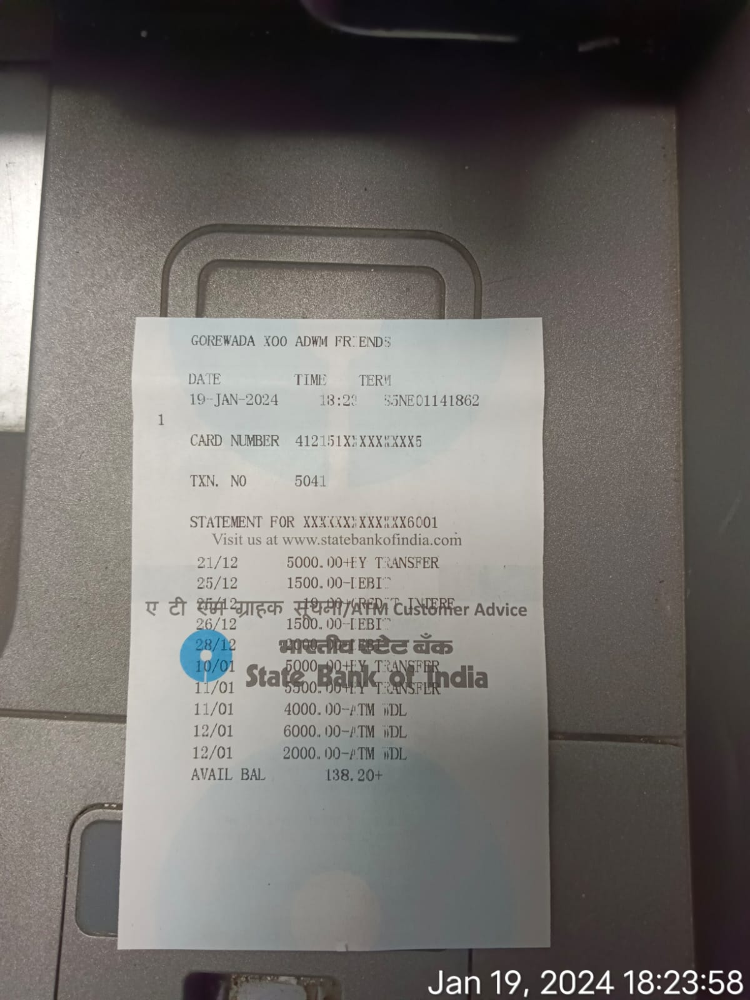 GOREWADA XOO ADWM FRIENDS
DATE TIME TERM
19-JAN-2024 18:23 S5NE01141862
1
CARD NUMBER 412151XXXXXXXXX5
TXN. NO 5041
STATEMENT FOR XXXXXXXXXXXXX6001
Visit us at www.statebankofindia.com
21/12 5000.00+BY TRANSFER
25/12 1500.00-DEBIT
25/12 19.00+CREDIT INTERE
ए टी एम ग्राहक सूचना/ATM Customer Advice
26/12 1500.00-DEBIT
28/12 2000.00-DEBIT
भारतीय स्टेट बैंक
10/01 5000.00+BY TRANSFER
State Bank of India
11/01 5500.00+BY TRANSFER
11/01 4000.00-ATM WDL
12/01 6000.00-ATM WDL
12/01 2000.00-ATM WDL
AVAIL BAL 138.20+
Jan 19, 2024 18:23:58